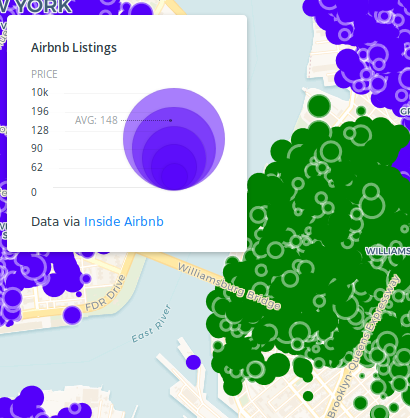 W YORK
Airbnb Listings
PRICE
10k
196
AVG: 148
128
90
62
0
Data via Inside Airbnb
WILLIAMS
Williamsburg Bridge
FDR Drive
East River
Brooklyn Queens Expressway